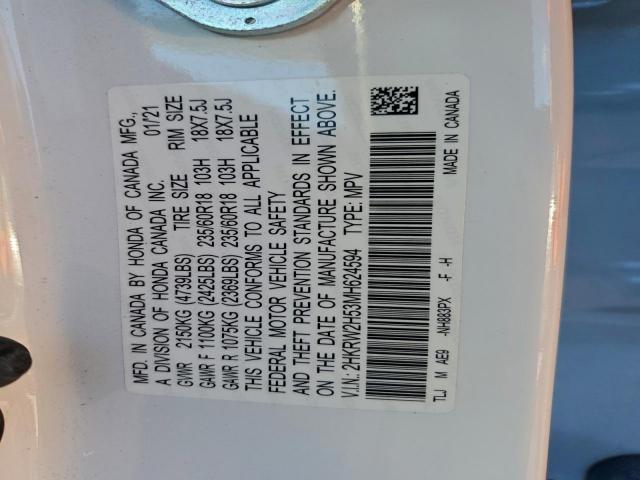 MFD. IN CANADA BY HONDA OF CANADA MFG.,
A DIVISION OF HONDA CANADA INC. 01/21
GVWR 2150KG (4739LBS) TIRE SIZE RIM SIZE
GAWR F 1100KG (2425LBS) 235/60R18 103H 18X7.5J
GAWR R 1075KG (2369LBS) 235/60R18 103H 18X7.5J
THIS VEHICLE CONFORMS TO ALL APPLICABLE
FEDERAL MOTOR VEHICLE SAFETY
AND THEFT PREVENTION STANDARDS IN EFFECT
ON THE DATE OF MANUFACTURE SHOWN ABOVE.
V.I.N.: 2HKRW2H53MH624594 TYPE: MPV
TLJ M AE9 -NH883PX -F -H MADE IN CANADA